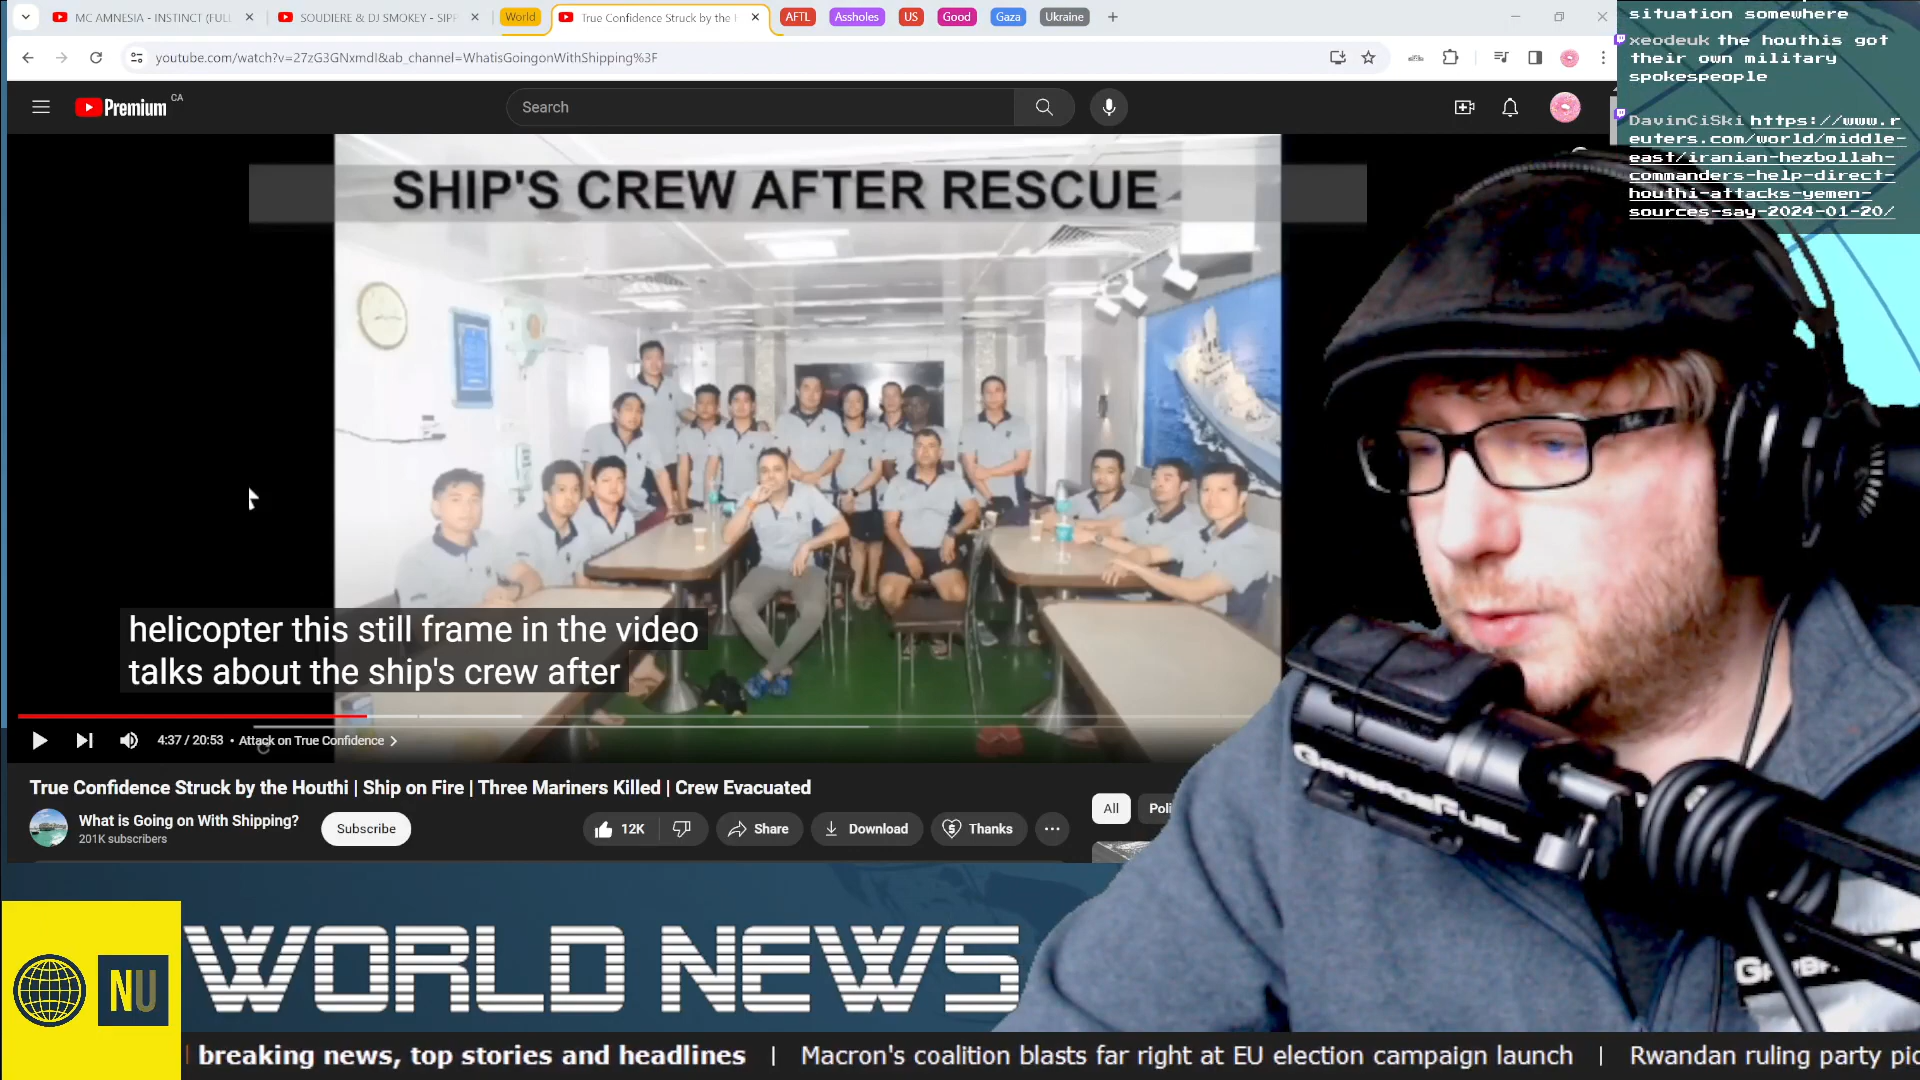 MC AMNESIA - INSTINCT (FULL
SOUDIERE & DJ SMOKEY - SIPP
World
True Confidence Struck by the
AFTL
Assholes
US
Good
Gaza
Ukraine
youtube.com/watch?v=27zG3GNxmdI&ab_channel=WhatisGoingonWithShipping%3F
Premium
CA
Search
situation somewhere
xeodeuk the houthis got
their own military
spokespeople
DavinCiSki https://www.r
euters.com/world/middle-
east/iranian-hezbollah-
commanders-help-direct-
houthi-attacks-yemen-
sources-say-2024-01-20/
SHIP'S CREW AFTER RESCUE
helicopter this still frame in the video
talks about the ship's crew after
4:37 / 20:53 • Attack on True Confidence
True Confidence Struck by the Houthi | Ship on Fire | Three Mariners Killed | Crew Evacuated
What is Going on With Shipping?
201K subscribers
Subscribe
12K
Share
Download
Thanks
All
Poli
NU
WORLD NEWS
breaking news, top stories and headlines | Macron's coalition blasts far right at EU election campaign launch | Rwandan ruling party pic